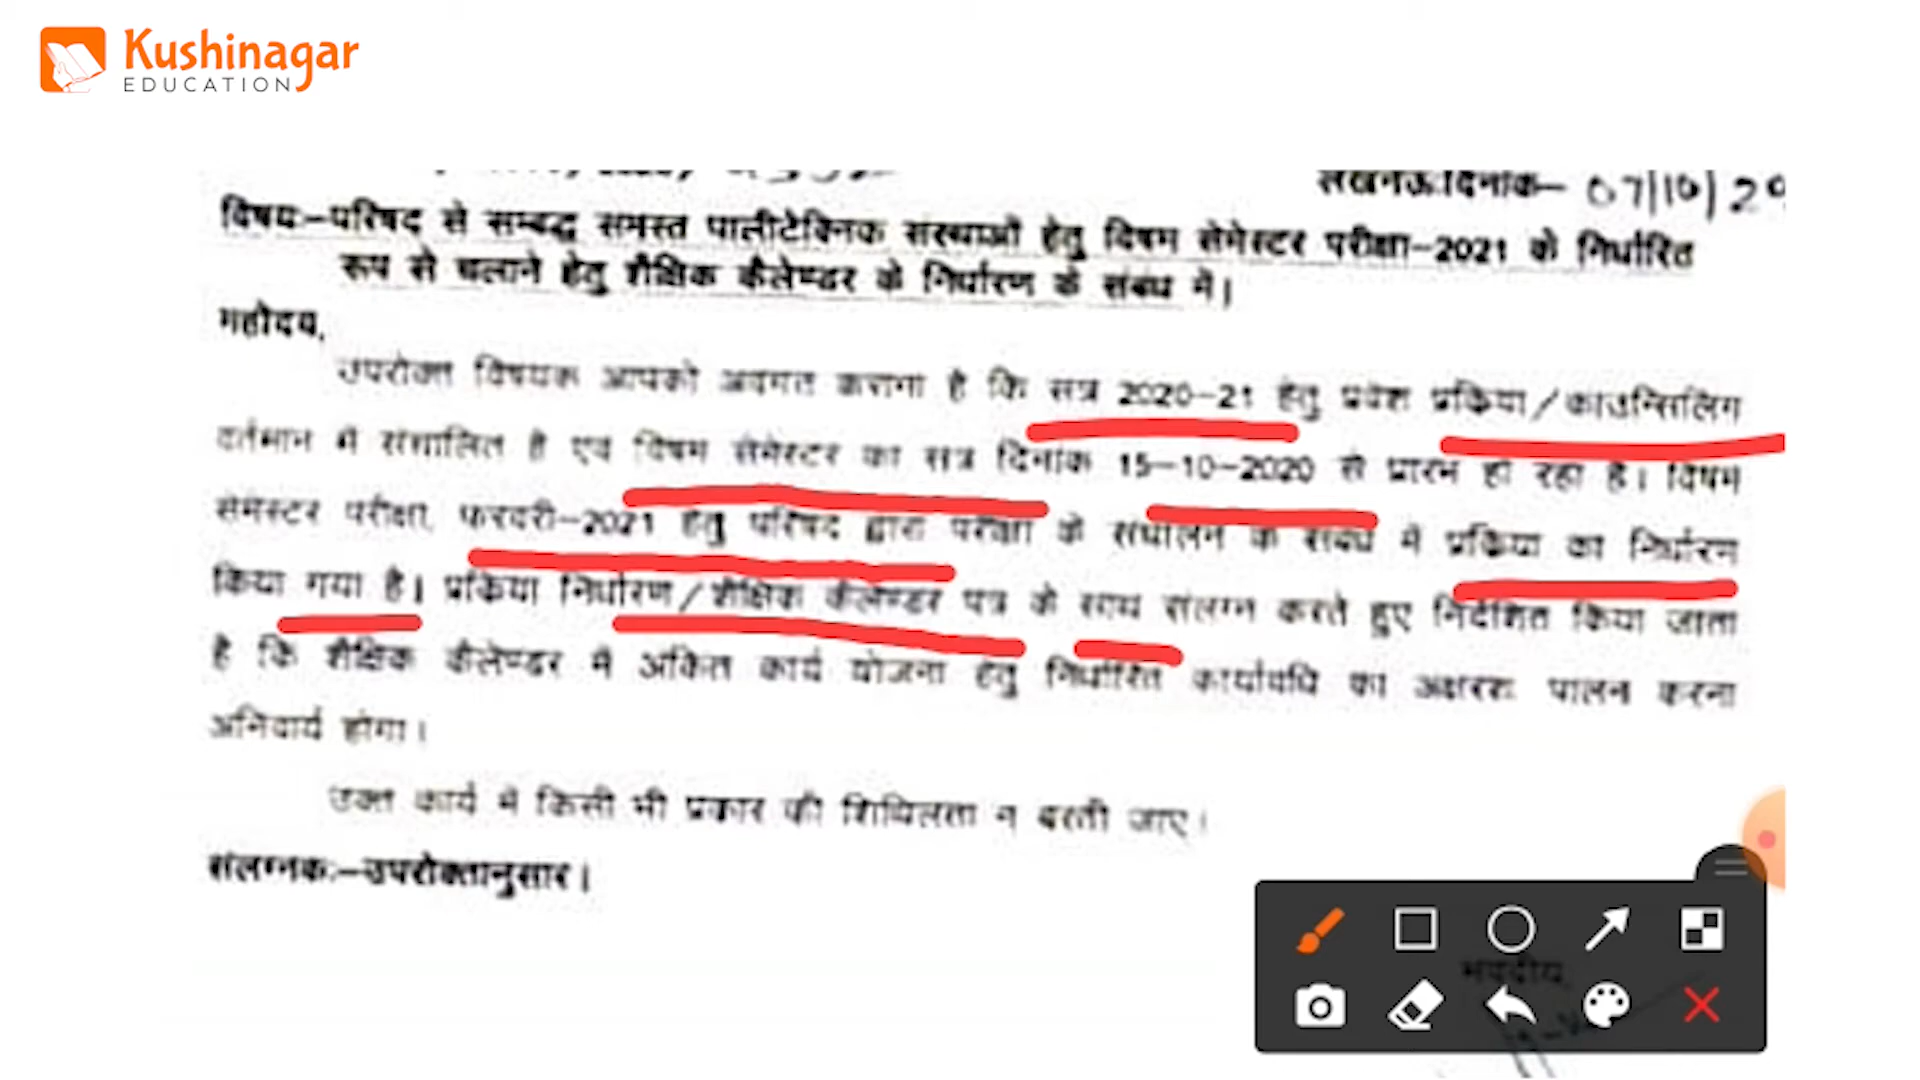 Kushinagar
EDUCATION
लखनऊःदिनांक– 07/10/20
विषयः–परिषद से सम्बद्ध समस्त पालीटेक्निक संस्थाओं हेतु विषम सेमेस्टर परीक्षा–2021 के निर्धारित
रूप से चलाने हेतु शैक्षिक कैलेण्डर के निर्धारण के संबंध में।
महोदय,
उपरोक्त विषयक आपको अवगत कराना है कि सत्र 2020–21 हेतु प्रवेश प्रक्रिया/काउन्सिलिंग
वर्तमान में संचालित है एवं विषम सेमेस्टर का सत्र दिनांक 15–10–2020 से प्रारंभ हो रहा है। विषम
सेमेस्टर परीक्षा, फरवरी–2021 हेतु परिषद द्वारा परीक्षा के संचालन के संबंध में प्रक्रिया का निर्धारण
किया गया है। प्रक्रिया निर्धारण/शैक्षिक कैलेण्डर पत्र के साथ संलग्न करते हुए निर्देशित किया जाता
है कि शैक्षिक कैलेण्डर में अंकित कार्य योजना हेतु निर्धारित कार्यावधि का अक्षरशः पालन करना
अनिवार्य होगा।
उक्त कार्य में किसी भी प्रकार की शिथिलता न बरती जाए।
संलग्नकः–उपरोक्तानुसार।
भवदीय,